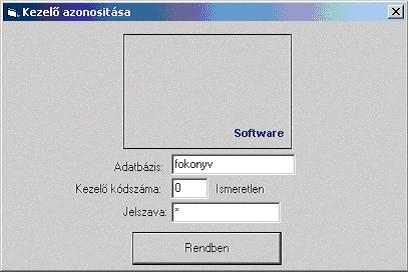 Kezelő azonosítása
Software
Adatbázis: fokonyv
Kezelő kódszáma: 0 Ismeretlen
Jelszava: *
Rendben